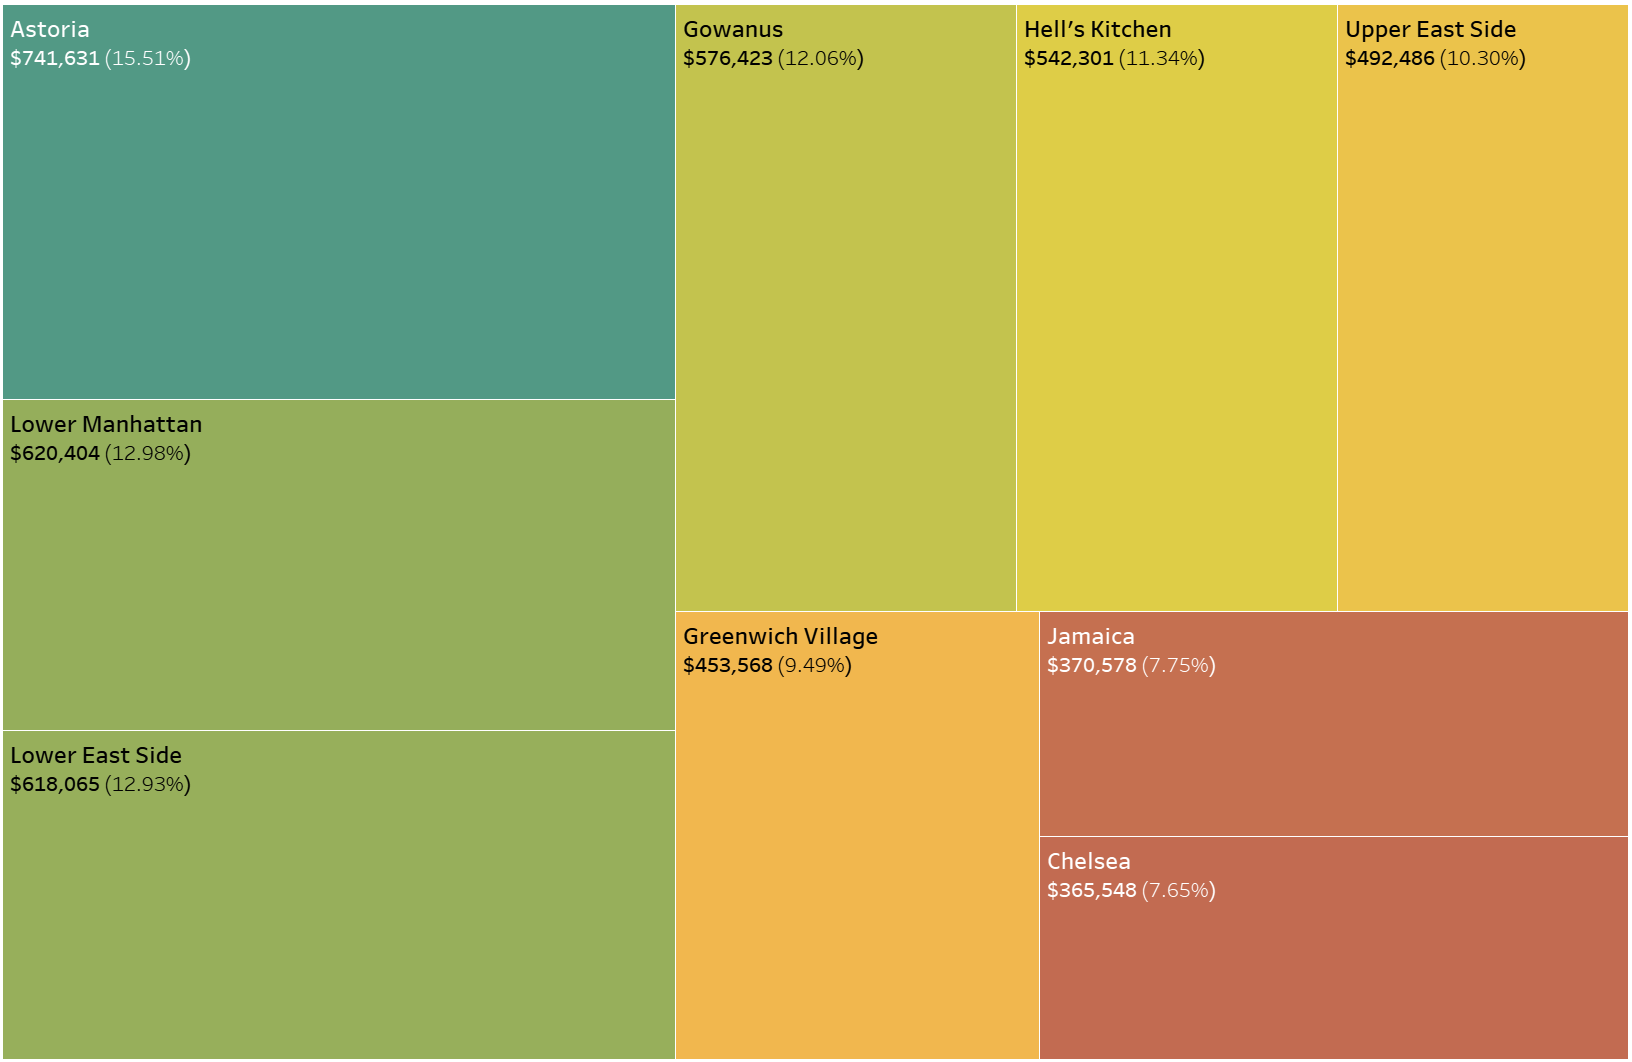 Astoria
$741,631 (15.51%)
Lower Manhattan
$620,404 (12.98%)
Lower East Side
$618,065 (12.93%)
Gowanus
$576,423 (12.06%)
Hell’s Kitchen
$542,301 (11.34%)
Upper East Side
$492,486 (10.30%)
Greenwich Village
$453,568 (9.49%)
Jamaica
$370,578 (7.75%)
Chelsea
$365,548 (7.65%)